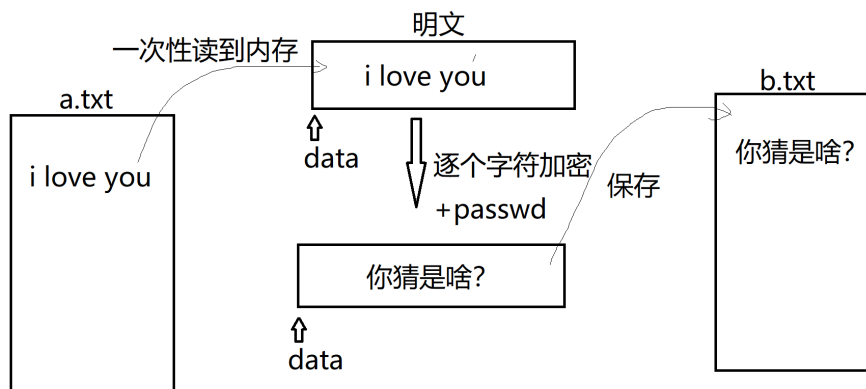 明文
一次性读到内存
i love you
a.txt
b.txt
data
i love you
逐个字符加密
+passwd
你猜是啥?
保存
你猜是啥?
data